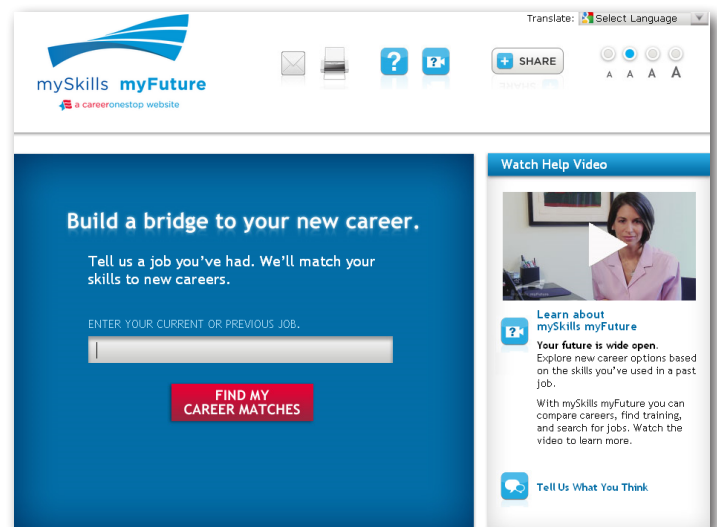 Translate: Select Language
mySkills myFuture
a careeronestop website
? ?
SHARE
A A A A
Build a bridge to your new career.
Tell us a job you've had. We'll match your
skills to new careers.
ENTER YOUR CURRENT OR PREVIOUS JOB.
FIND MY
CAREER MATCHES
Watch Help Video
?
Learn about
mySkills myFuture
Your future is wide open.
Explore new career options based
on the skills you've used in a past
job.
With mySkills myFuture you can
compare careers, find training,
and search for jobs. Watch the
video to learn more.
Tell Us What You Think